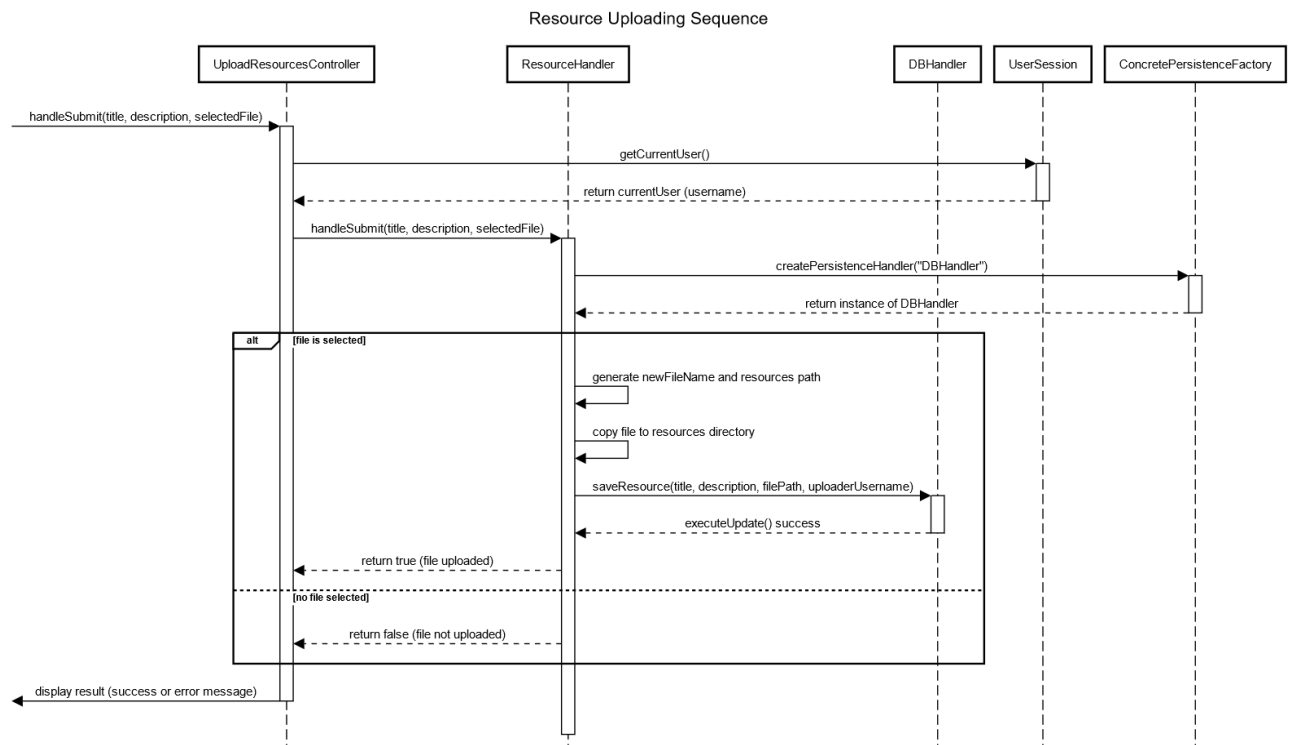 Resource Uploading Sequence
UploadResourcesController
ResourceHandler
DBHandler
UserSession
ConcretePersistenceFactory
handleSubmit(title, description, selectedFile)
getCurrentUser()
return currentUser (username)
handleSubmit(title, description, selectedFile)
createPersistenceHandler("DBHandler")
return instance of DBHandler
alt
[file is selected]
generate newFileName and resources path
copy file to resources directory
saveResource(title, description, filePath, uploaderUsername)
executeUpdate() success
return true (file uploaded)
[no file selected]
return false (file not uploaded)
display result (success or error message)